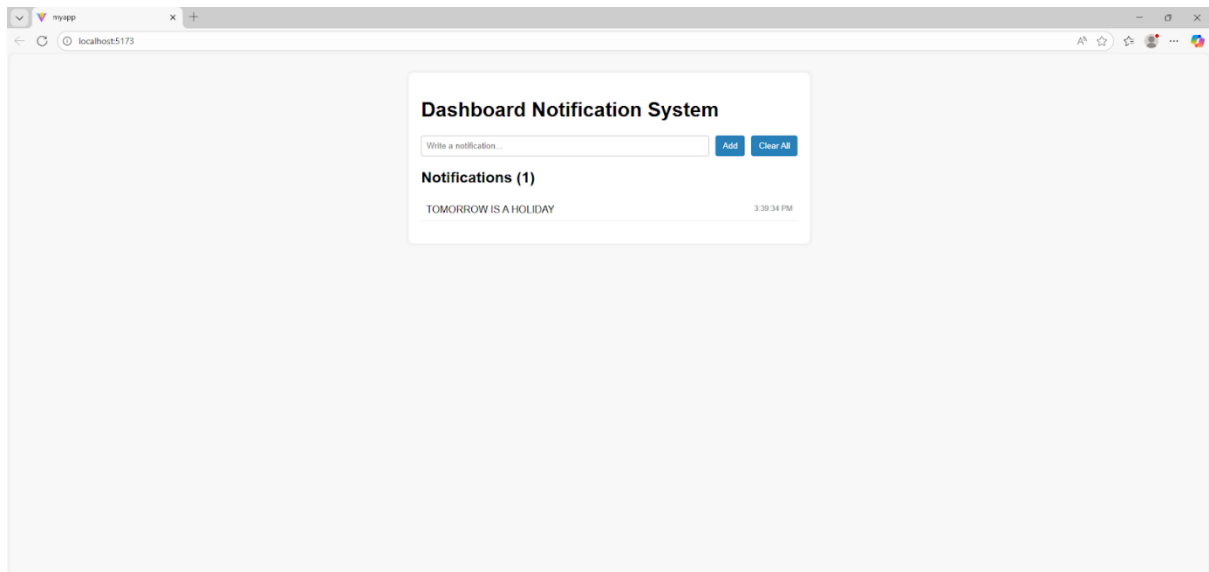 myapp
localhost:5173
Dashboard Notification System
Write a notification...
Add
Clear All
Notifications (1)
TOMORROW IS A HOLIDAY
3:39:34 PM